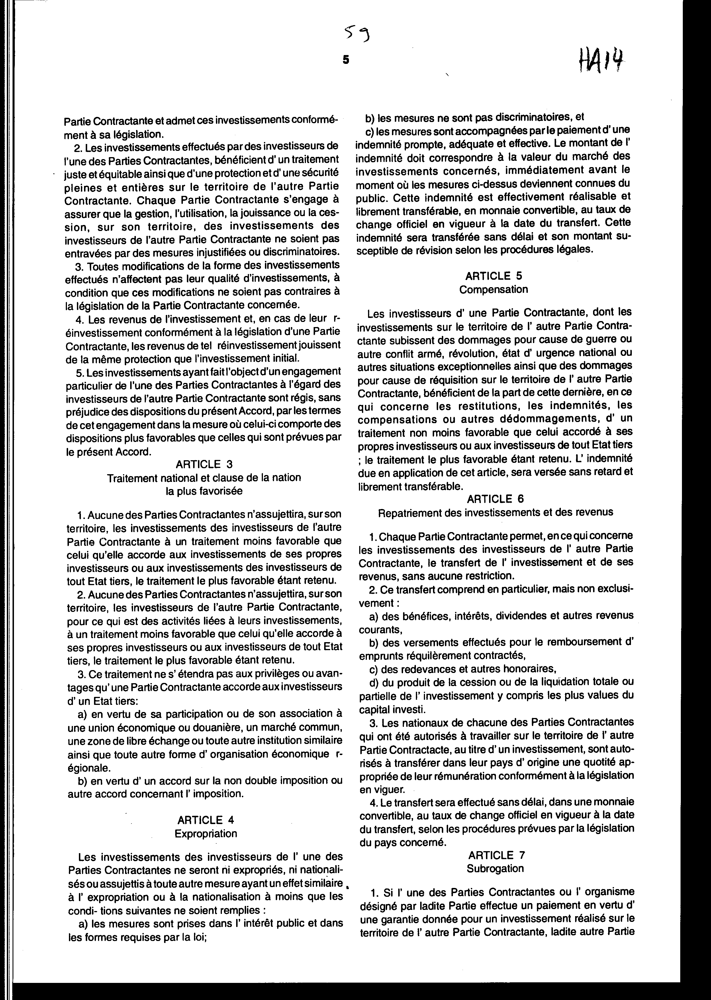 59
5
HA14
Partie Contractante et admet ces investissements conformé-
ment à sa législation.
2. Les investissements effectués par des investisseurs de
l'une des Parties Contractantes, bénéficient d' un traitement
juste et équitable ainsi que d'une protection et d' une sécurité
pleines et entières sur le territoire de l'autre Partie
Contractante. Chaque Partie Contractante s'engage à
assurer que la gestion, l'utilisation, la jouissance ou la ces-
sion, sur son territoire, des investissements des
investisseurs de l'autre Partie Contractante ne soient pas
entravées par des mesures injustifiées ou discriminatoires.
3. Toutes modifications de la forme des investissements
effectués n'affectent pas leur qualité d'investissements, à
condition que ces modifications ne soient pas contraires à
la législation de la Partie Contractante concernée.
4. Les revenus de l'investissement et, en cas de leur r-
éinvestissement conformément à la législation d'une Partie
Contractante, les revenus de tel réinvestissement jouissent
de la même protection que l'investissement initial.
5. Les investissements ayant fait l'object d'un engagement
particulier de l'une des Parties Contractantes à l'égard des
investisseurs de l'autre Partie Contractante sont régis, sans
préjudice des dispositions du présent Accord, par les termes
de cet engagement dans la mesure où celui-ci comporte des
dispositions plus favorables que celles qui sont prévues par
le présent Accord.
ARTICLE 3
Traitement national et clause de la nation
la plus favorisée
1. Aucune des Parties Contractantes n'assujettira, sur son
territoire, les investissements des investisseurs de l'autre
Partie Contractante à un traitement moins favorable que
celui qu'elle accorde aux investissements de ses propres
investisseurs ou aux investissements des investisseurs de
tout Etat tiers, le traitement le plus favorable étant retenu.
2. Aucune des Parties Contractantes n'assujettira, sur son
territoire, les investisseurs de l'autre Partie Contractante,
pour ce qui est des activités liées à leurs investissements,
à un traitement moins favorable que celui qu'elle accorde à
ses propres investisseurs ou aux investisseurs de tout Etat
tiers, le traitement le plus favorable étant retenu.
3. Ce traitement ne s' étendra pas aux privilèges ou avan-
tages qu' une Partie Contractante accorde aux investisseurs
d' un Etat tiers:
a) en vertu de sa participation ou de son association à
une union économique ou douanière, un marché commun,
une zone de libre échange ou toute autre institution similaire
ainsi que toute autre forme d' organisation économique r-
égionale.
b) en vertu d' un accord sur la non double imposition ou
autre accord concernant l' imposition.
ARTICLE 4
Expropriation
Les investissements des investisseurs de l' une des
Parties Contractantes ne seront ni expropriés, ni nationali-
sés ou assujettis à toute autre mesure ayant un effet similaire
à l' expropriation ou à la nationalisation à moins que les
condi- tions suivantes ne soient remplies :
a) les mesures sont prises dans l' intérêt public et dans
les formes requises par la loi;
b) les mesures ne sont pas discriminatoires, et
c) les mesures sont accompagnées par le paiement d' une
indemnité prompte, adéquate et effective. Le montant de l'
indemnité doit correspondre à la valeur du marché des
investissements concernés, immédiatement avant le
moment où les mesures ci-dessus deviennent connues du
public. Cette indemnité est effectivement réalisable et
librement transférable, en monnaie convertible, au taux de
change officiel en vigueur à la date du transfert. Cette
indemnité sera transférée sans délai et son montant su-
sceptible de révision selon les procédures légales.
ARTICLE 5
Compensation
Les investisseurs d' une Partie Contractante, dont les
investissements sur le territoire de l' autre Partie Contra-
ctante subissent des dommages pour cause de guerre ou
autre conflit armé, révolution, état d' urgence national ou
autres situations exceptionnelles ainsi que des dommages
pour cause de réquisition sur le territoire de l' autre Partie
Contractante, bénéficient de la part de cette dernière, en ce
qui concerne les restitutions, les indemnités, les
compensations ou autres dédommagements, d' un
traitement non moins favorable que celui accordé à ses
propres investisseurs ou aux investisseurs de tout Etat tiers
; le traitement le plus favorable étant retenu. L' indemnité
due en application de cet article, sera versée sans retard et
librement transférable.
ARTICLE 6
Repatriement des investissements et des revenus
1. Chaque Partie Contractante permet, en ce qui concerne
les investissements des investisseurs de l' autre Partie
Contractante, le transfert de l' investissement et de ses
revenus, sans aucune restriction.
2. Ce transfert comprend en particulier, mais non exclusi-
vement :
a) des bénéfices, intérêts, dividendes et autres revenus
courants,
b) des versements effectués pour le remboursement d'
emprunts réquilèrement contractés,
c) des redevances et autres honoraires,
d) du produit de la cession ou de la liquidation totale ou
partielle de l' investissement y compris les plus values du
capital investi.
3. Les nationaux de chacune des Parties Contractantes
qui ont été autorisés à travailler sur le territoire de l' autre
Partie Contractacte, au titre d' un investissement, sont auto-
risés à transférer dans leur pays d' origine une quotité ap-
propriée de leur rémunération conformément à la législation
en viguer.
4. Le transfert sera effectué sans délai, dans une monnaie
convertible, au taux de change officiel en vigueur à la date
du transfert, selon les procédures prévues par la législation
du pays concerné.
ARTICLE 7
Subrogation
1. Si l' une des Parties Contractantes ou l' organisme
désigné par ladite Partie effectue un paiement en vertu d'
une garantie donnée pour un investissement réalisé sur le
territoire de l' autre Partie Contractante, ladite autre Partie